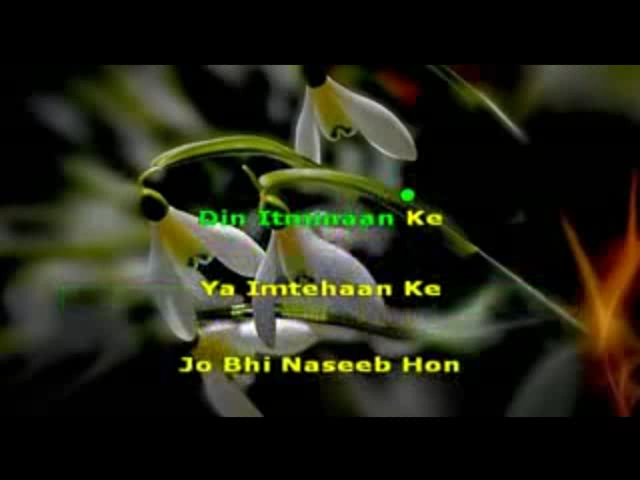 Din Itminaan Ke
Ya Imtehaan Ke
Jo Bhi Naseeb Hon